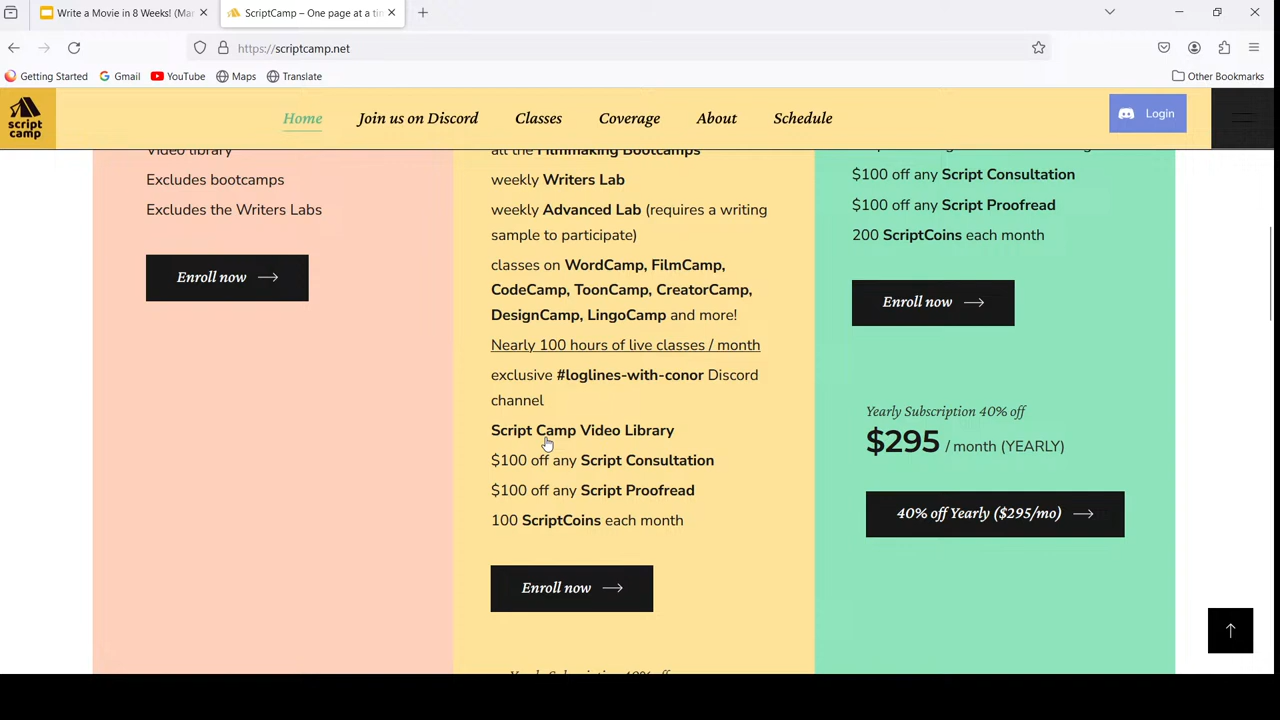 Write a Movie in 8 Weeks! (Mar
ScriptCamp – One page at a tim
https://scriptcamp.net
Getting Started
Gmail
YouTube
Maps
Translate
Other Bookmarks
script
camp
Home
Join us on Discord
Classes
Coverage
About
Schedule
Login
Video library
Excludes bootcamps
Excludes the Writers Labs
Enroll now
all the Filmmaking Bootcamps
weekly Writers Lab
weekly Advanced Lab (requires a writing
sample to participate)
classes on WordCamp, FilmCamp,
CodeCamp, ToonCamp, CreatorCamp,
DesignCamp, LingoCamp and more!
Nearly 100 hours of live classes / month
exclusive #loglines-with-conor Discord
channel
Script Camp Video Library
$100 off any Script Consultation
$100 off any Script Proofread
100 ScriptCoins each month
Enroll now
Yearly Subscription 40% off
$100 off any Script Consultation
$100 off any Script Proofread
200 ScriptCoins each month
Enroll now
Yearly Subscription 40% off
$295 / month (YEARLY)
40% off Yearly ($295/mo)